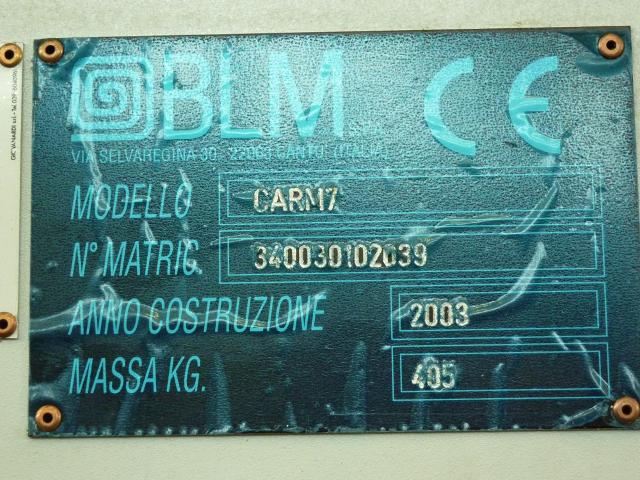 BLM CE
VIA SELVAREGINA 30, 22063 CANTU' (ITALIA)
MODELLO CARM7
N° MATRIC. 340030102039
ANNO COSTRUZIONE 2003
MASSA KG. 405